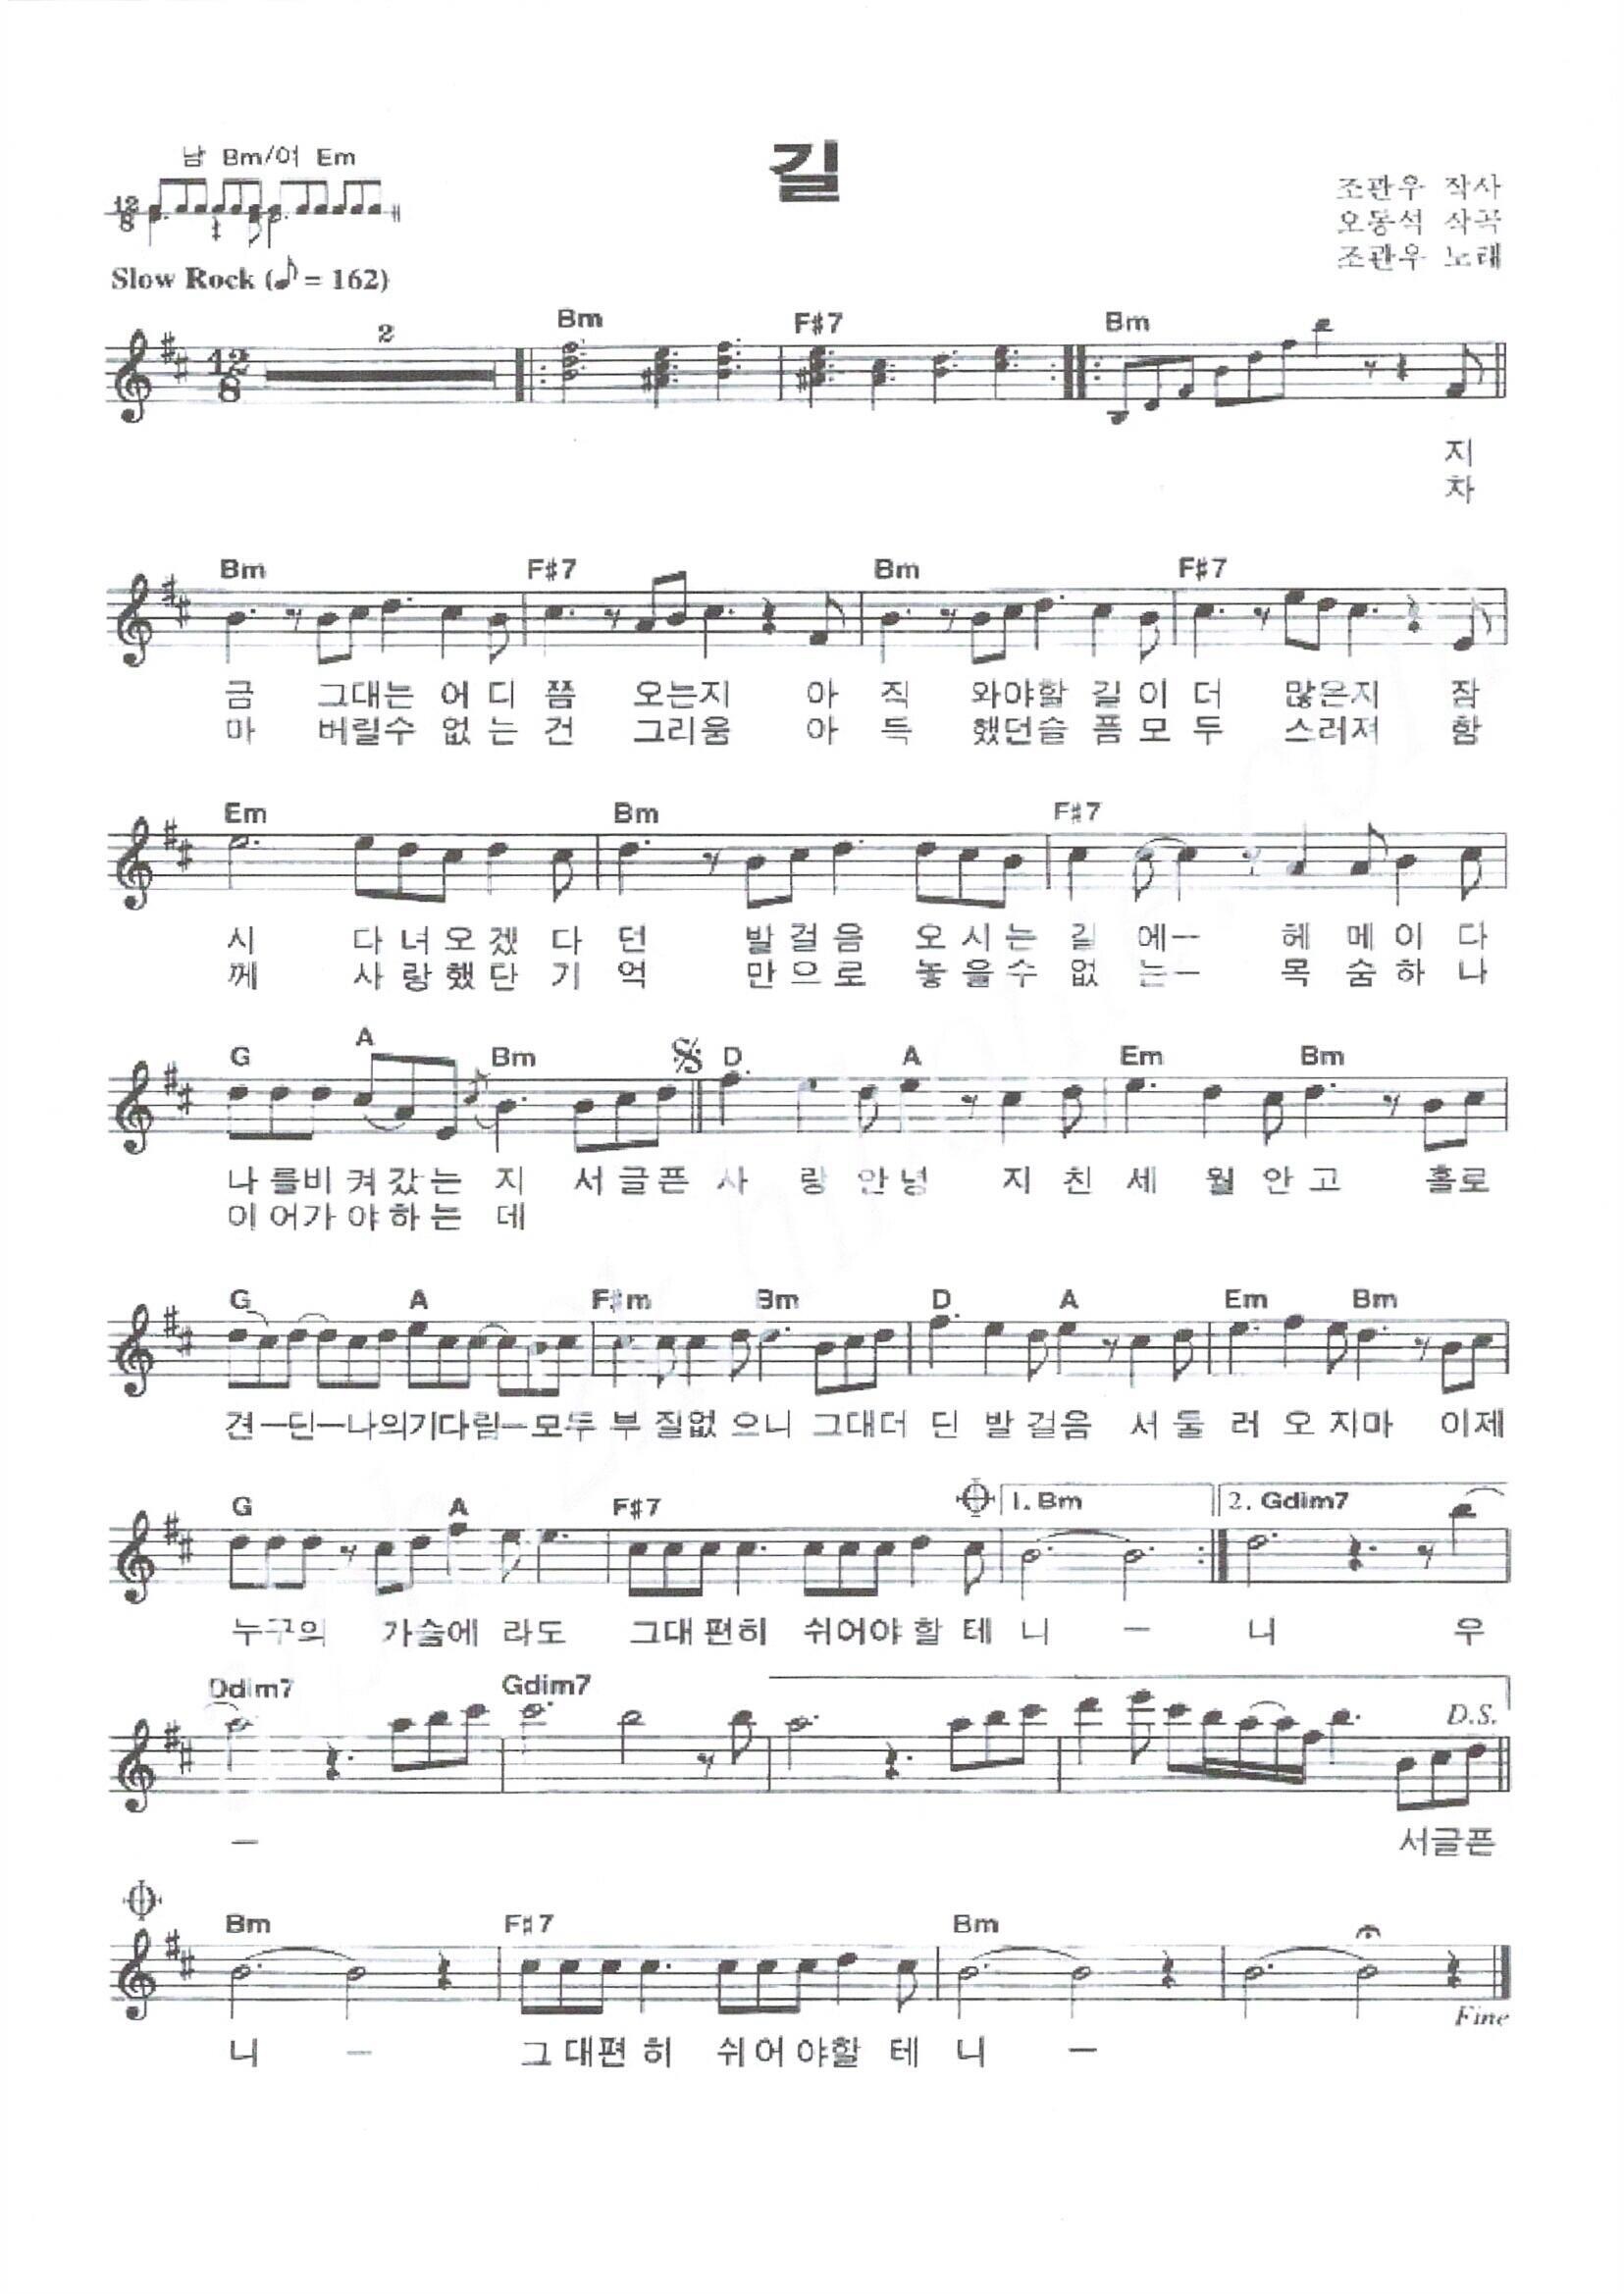 남 Bm/여 Em
길
12
8
조관우 작사
오동석 작곡
조관우 노래
Slow Rock (♪= 162)
2
Bm F♯7 Bm
12
8
지
차
Bm F♯7 Bm F♯7
금 그대는 어 디 쯤 오는지 아 직 와야할 길 이 더 많은지 잠
마 버릴수 없 는 건 그리움 아 득 했던슬 픔 모 두 스러져 함
Em Bm F♯7
시 다 녀 오 겠 다 던 발 걸 음 오 시 는 길 에ー 헤 메 이 다
께 사 랑 했 단 기 억 만 으 로 놓 을 수 없 는ー 목 숨 하 나
G A Bm D A Em Bm
나 를비 켜 갔 는 지 서 글 픈 사 랑 안 녕 지 친 세 월 안 고 홀로
이 어가 야 하 는 데
G A F♯m Bm D A Em Bm
견ー딘ー나의기다림ー모두 부 질없 으니 그대더 딘 발 걸음 서 둘 러 오 지마 이제
G A F♯7 1. Bm 2. Gdim7
누구의 가슴에 라도 그대 편히 쉬어야 할 테 니 ー 니 우
Ddim7 Gdim7 D.S.
ー 서글픈
Bm F♯7 Bm
Fine
니 ー 그 대편 히 쉬 어 야할 테 니 ー